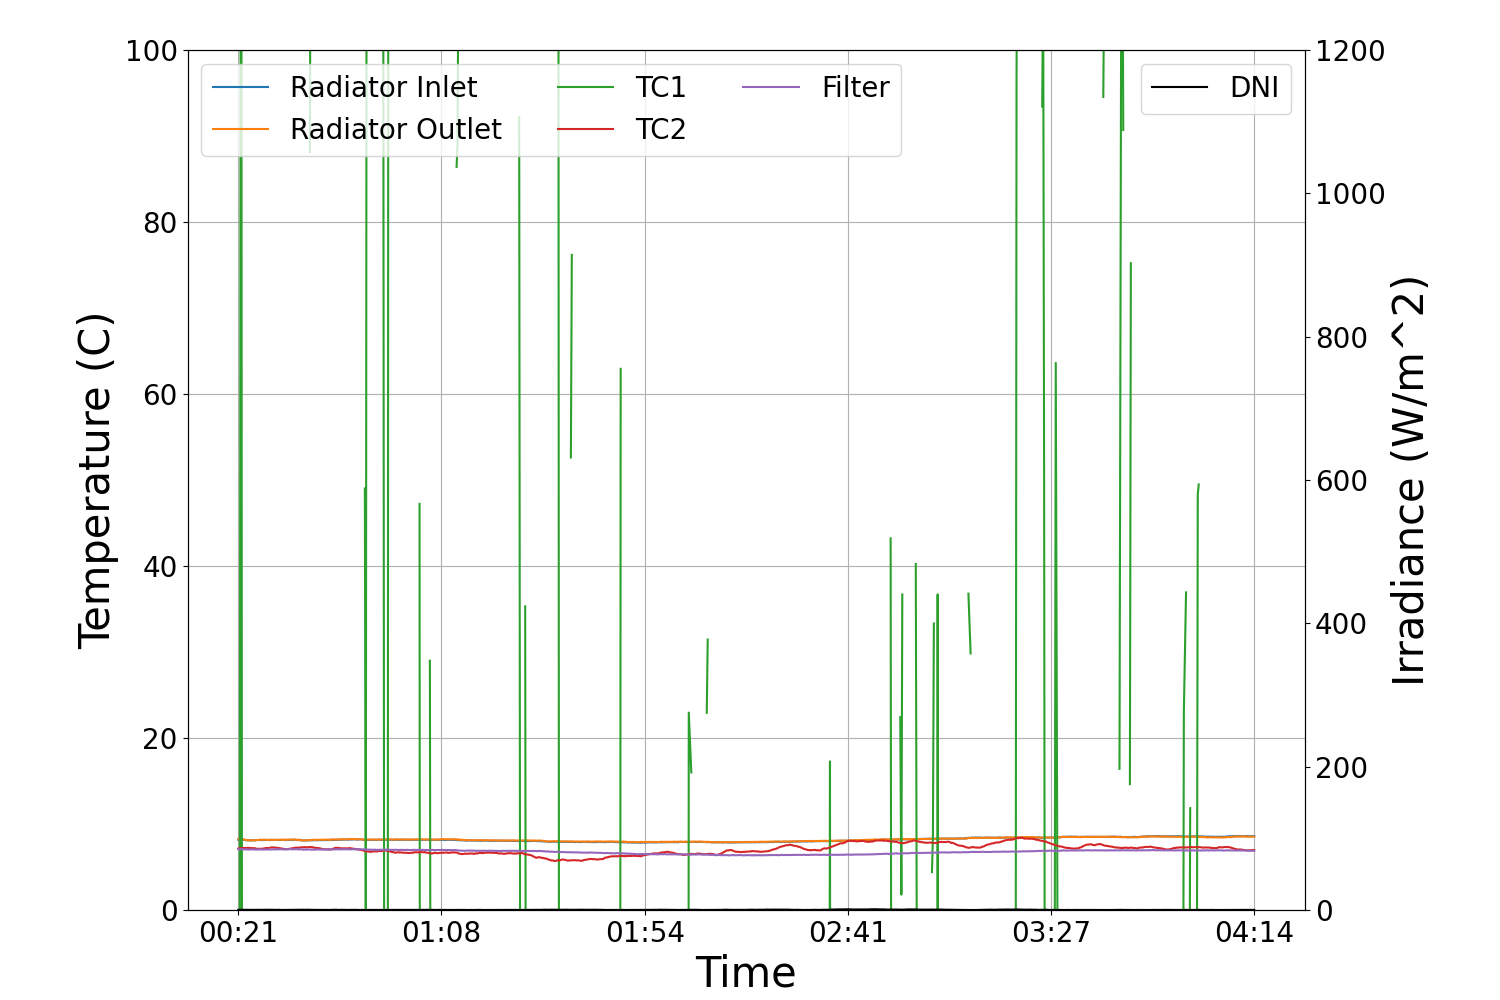 100
80
60
40
20
0
Temperature (C)
Radiator Inlet
Radiator Outlet
TC1
TC2
Filter
DNI
1200
1000
800
600
400
200
0
Irradiance (W/m^2)
00:21 01:08 01:54 02:41 03:27 04:14
Time